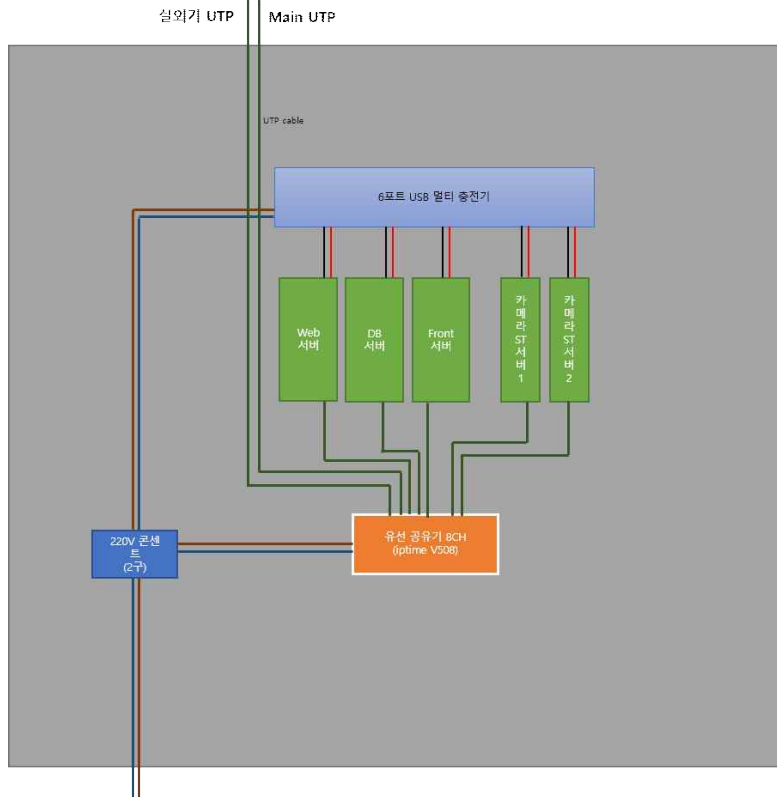 실외기 UTP
Main UTP
UTP cable
6포트 USB 멀티 충전기
Web
서버
DB
서버
Front
서버
카
메
라
ST
서
버
1
카
메
라
ST
서
버
2
220V 콘센
트
(2구)
유선 공유기 8CH
(iptime V508)